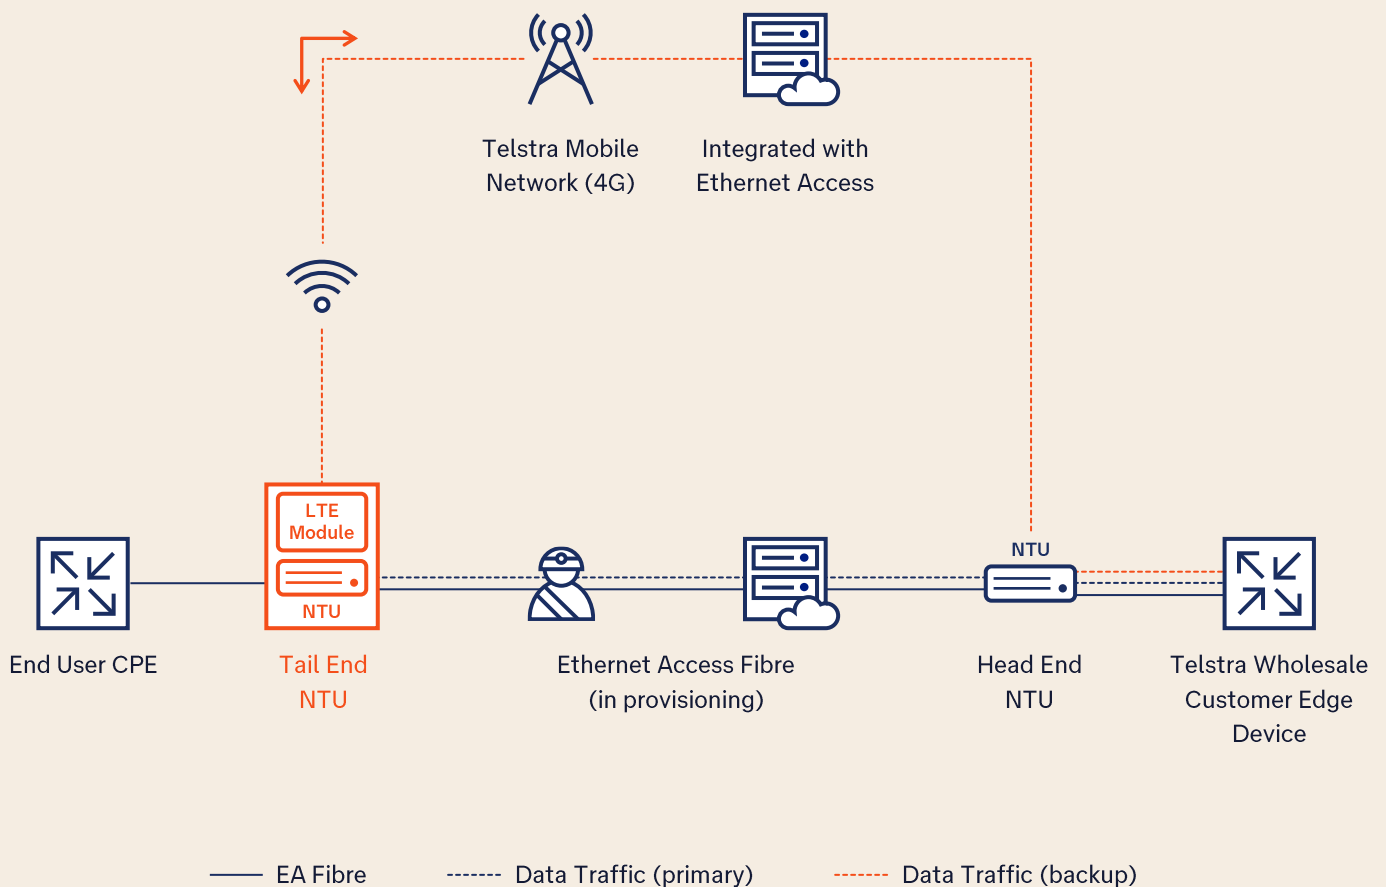 Telstra Mobile
Network (4G)
Integrated with
Ethernet Access
LTE
Module
NTU
NTU
End User CPE
Tail End
NTU
Ethernet Access Fibre
(in provisioning)
Head End
NTU
Telstra Wholesale
Customer Edge
Device
EA Fibre
Data Traffic (primary)
Data Traffic (backup)